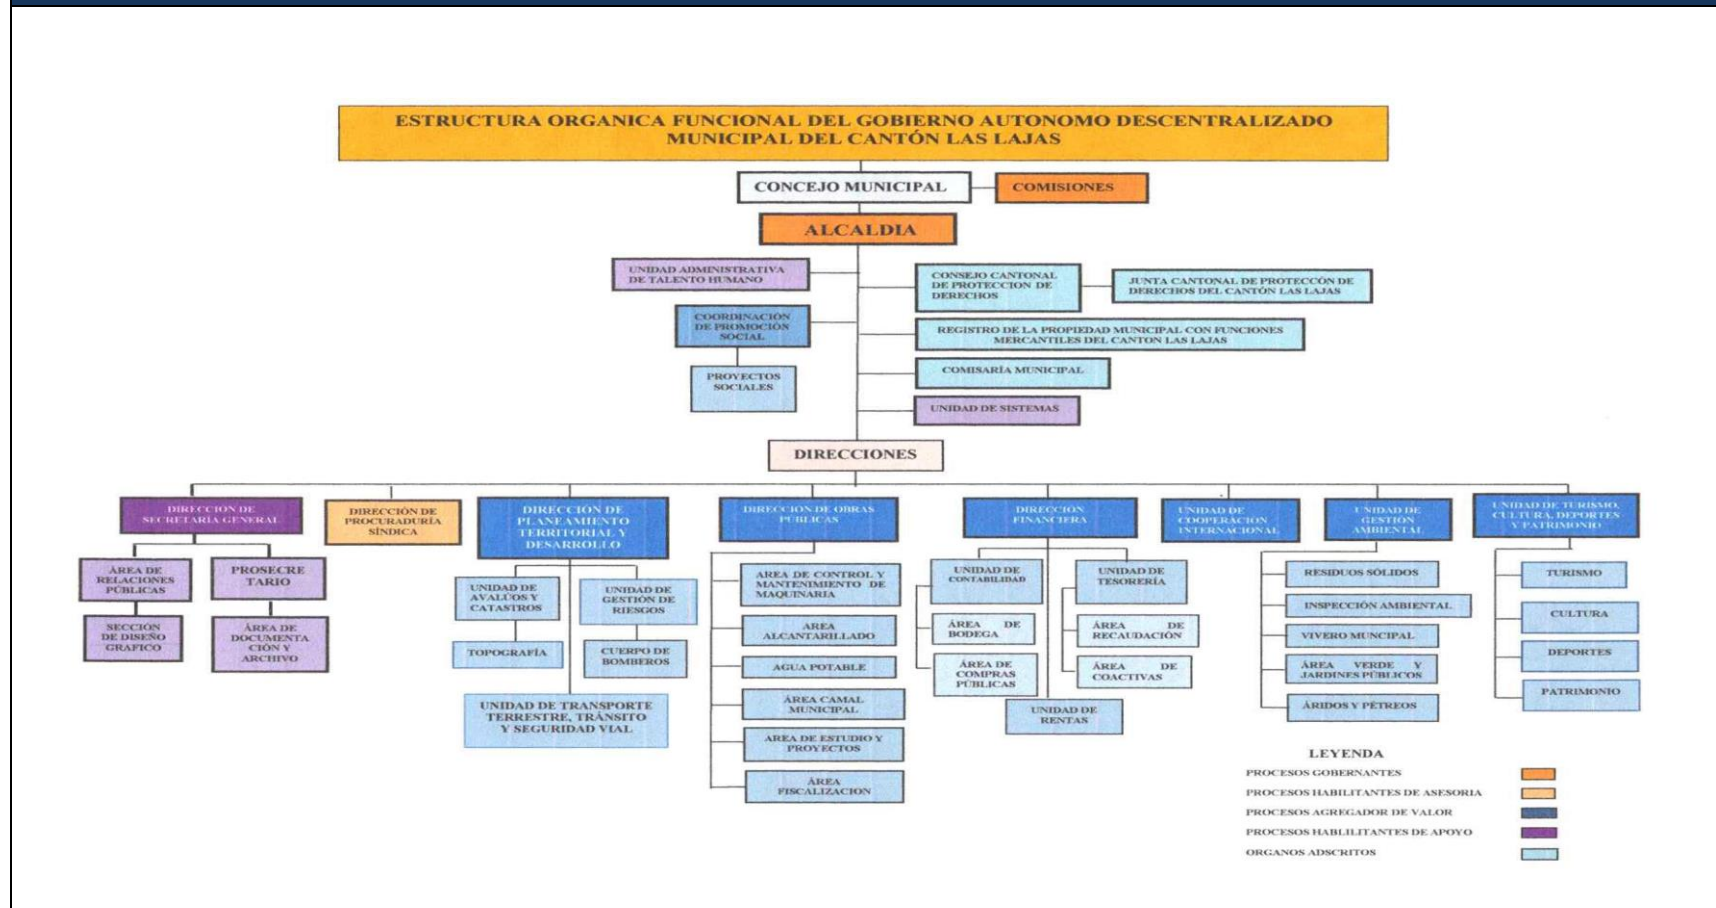 ESTRUCTURA ORGANICA FUNCIONAL DEL GOBIERNO AUTONOMO DESCENTRALIZADO
MUNICIPAL DEL CANTÓN LAS LAJAS
CONCEJO MUNICIPAL
COMISIONES
ALCALDIA
UNIDAD ADMINISTRATIVA
DE TALENTO HUMANO
CONSEJO CANTONAL
DE PROTECCION DE
DERECHOS
JUNTA CANTONAL DE PROTECCÓN DE
DERECHOS DEL CANTÓN LAS LAJAS
COORDINACIÓN
DE PROMOCIÓN
SOCIAL
REGISTRO DE LA PROPIEDAD MUNICIPAL CON FUNCIONES
MERCANTILES DEL CANTON LAS LAJAS
PROYECTOS
SOCIALES
COMISARÍA MUNICIPAL
UNIDAD DE SISTEMAS
DIRECCIONES
DIRECCION DE
SECRETARÍA GENERAL
DIRECCIÓN DE
PROCURADURÍA
SÍNDICA
DIRECCIÓN DE
PLANEAMIENTO
TERRITORIAL Y
DESARROLLO
DIRECCION DE OBRAS
PÚBLICAS
DIRECCIÓN
FINANCIERA
UNIDAD DE
COOPERACIÓN
INTERNACIONAL
UNIDAD DE
GESTIÓN
AMBIENTAL
UNIDAD DE TURISMO,
CULTURA, DEPORTES
Y PATRIMONIO
ÁREA DE
RELACIONES
PÚBLICAS
PROSECRE
TARIO
SECCIÓN
DE DISEÑO
GRAFICO
ÁREA DE
DOCUMENTA
CIÓN Y
ARCHIVO
UNIDAD DE
AVALÚOS Y
CATASTROS
UNIDAD DE
GESTIÓN DE
RIESGOS
TOPOGRAFÍA
CUERPO DE
BOMBEROS
UNIDAD DE TRANSPORTE
TERRESTRE, TRÁNSITO
Y SEGURIDAD VIAL
AREA DE CONTROL Y
MANTENIMIENTO DE
MAQUINARIA
AREA
ALCANTARILLADO
AGUA POTABLE
ÁREA CAMAL
MUNICIPAL
AREA DE ESTUDIO Y
PROYECTOS
ÁREA
FISCALIZACION
UNIDAD DE
CONTABILIDAD
UNIDAD DE
TESORERÍA
ÁREA DE
BODEGA
ÁREA DE
RECAUDACIÓN
ÁREA DE
COMPRAS
PÚBLICAS
ÁREA DE
COACTIVAS
UNIDAD DE
RENTAS
RESIDUOS SÓLIDOS
INSPECCIÓN AMBIENTAL
VIVERO MUNCIPAL
ÁREA VERDE Y
JARDINES PÚBLICOS
ÁRIDOS Y PÉTREOS
TURISMO
CULTURA
DEPORTES
PATRIMONIO
LEYENDA
PROCESOS GOBERNANTES
PROCESOS HABILITANTES DE ASESORIA
PROCESOS AGREGADOR DE VALOR
PROCESOS HABLILITANTES DE APOYO
ORGANOS ADSCRITOS